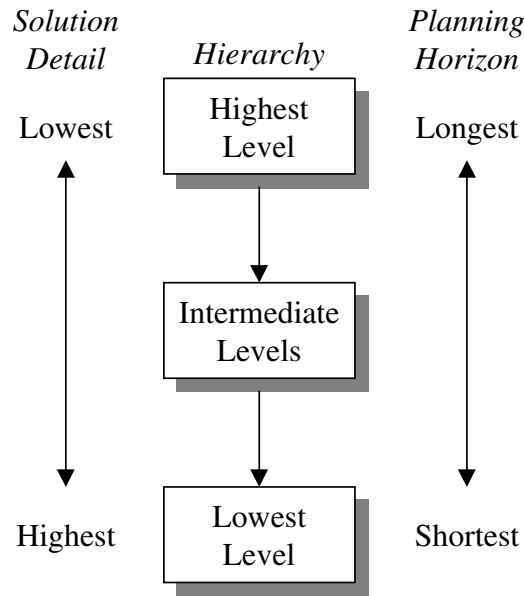 Solution
Detail
Hierarchy
Planning
Horizon
Lowest
Highest
Level
Longest
Intermediate
Levels
Highest
Lowest
Level
Shortest